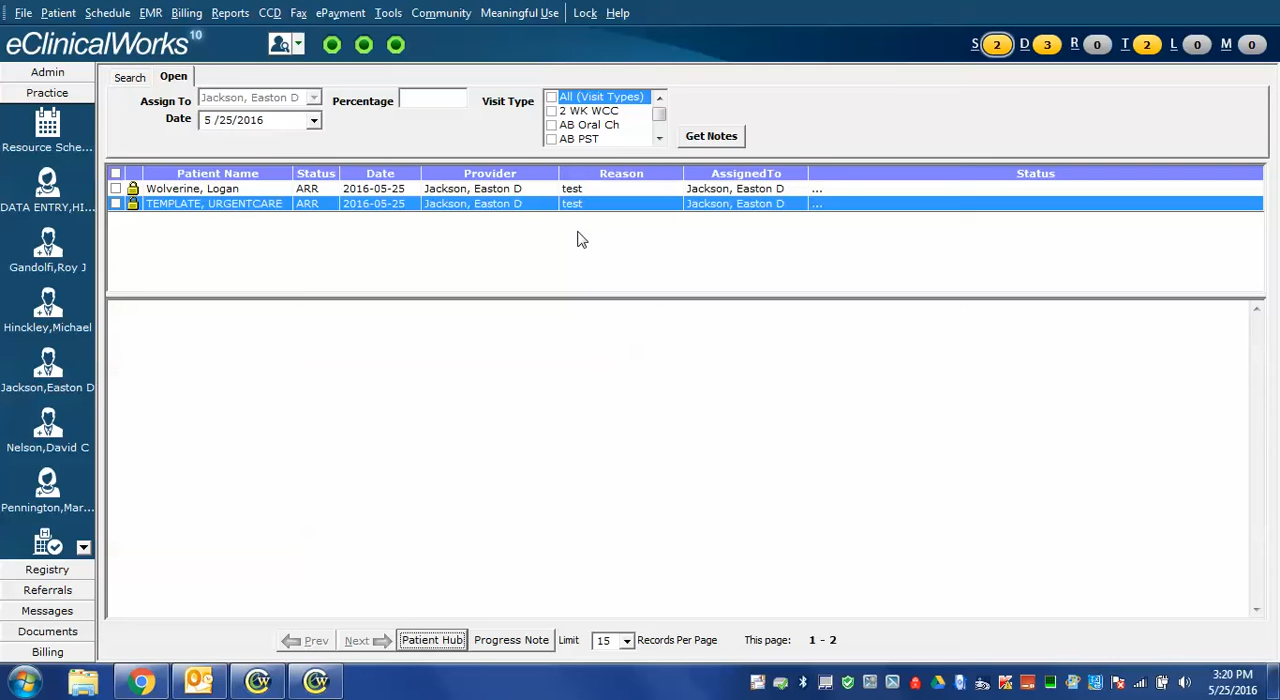 File Patient Schedule EMR Billing Reports CCD Fax ePayment Tools Community Meaningful Use Lock Help
eClinicalWorks 10 S 2 D 3 R 0 T 2 L 0 M 0
Admin
Practice
Resource Sche...
DATA ENTRY,HI...
Gandolfi,Roy J
Hinckley,Michael
Jackson,Easton D
Nelson,David C
Pennington,Mar...
Registry
Referrals
Messages
Documents
Billing
Search Open
Assign To Jackson, Easton D Percentage Visit Type
Date 5 /25/2016
All (Visit Types)
2 WK WCC
AB Oral Ch
AB PST
Get Notes
Patient Name Status Date Provider Reason AssignedTo Status
Wolverine, Logan ARR 2016-05-25 Jackson, Easton D test Jackson, Easton D ...
TEMPLATE, URGENTCARE ARR 2016-05-25 Jackson, Easton D test Jackson, Easton D ...
Prev Next Patient Hub Progress Note Limit 15 Records Per Page This page: 1 - 2
3:20 PM
5/25/2016